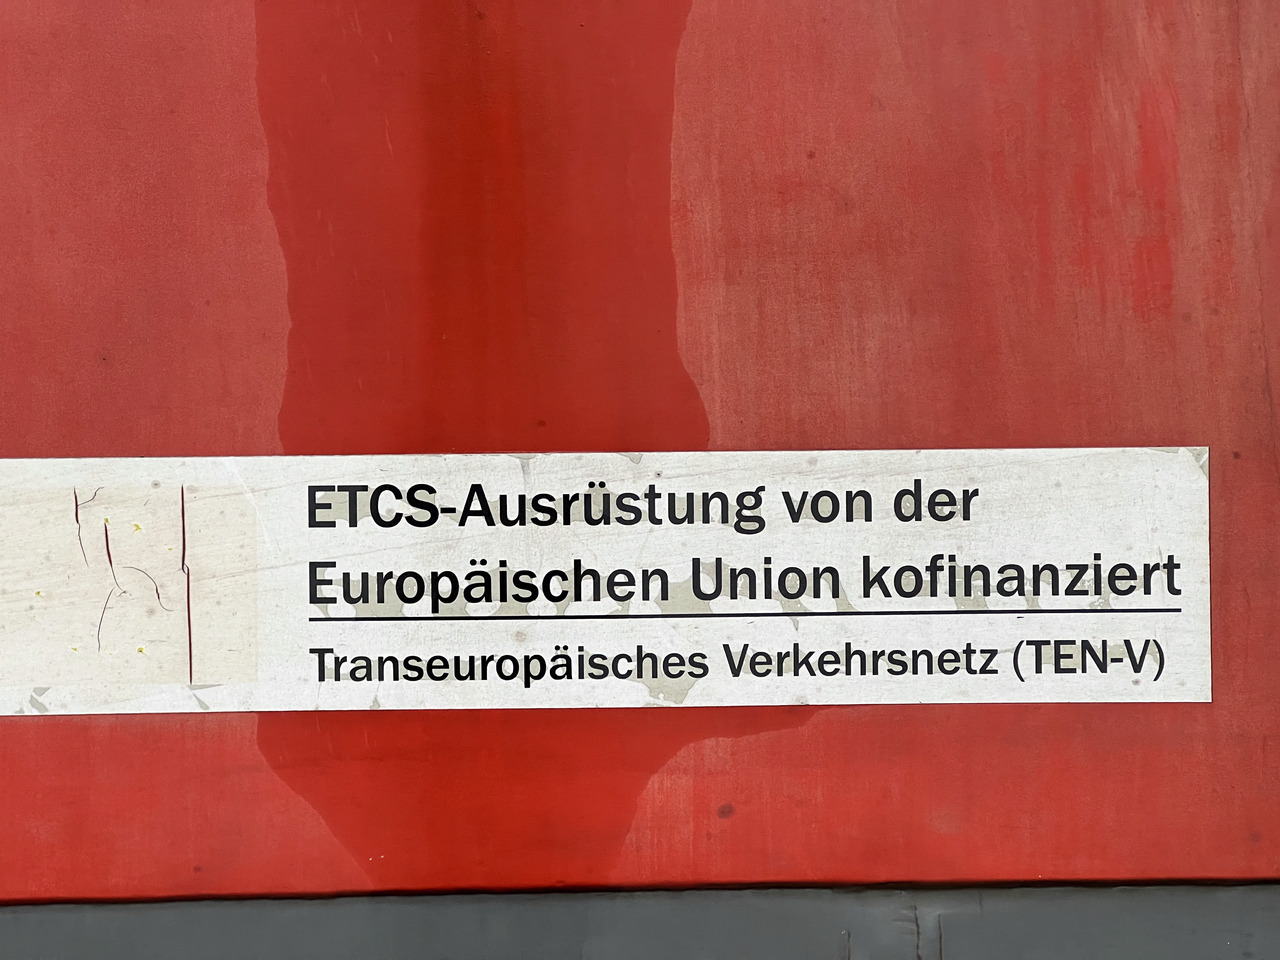 ETCS-Ausrüstung von der
Europäischen Union kofinanziert
Transeuropäisches Verkehrsnetz (TEN-V)